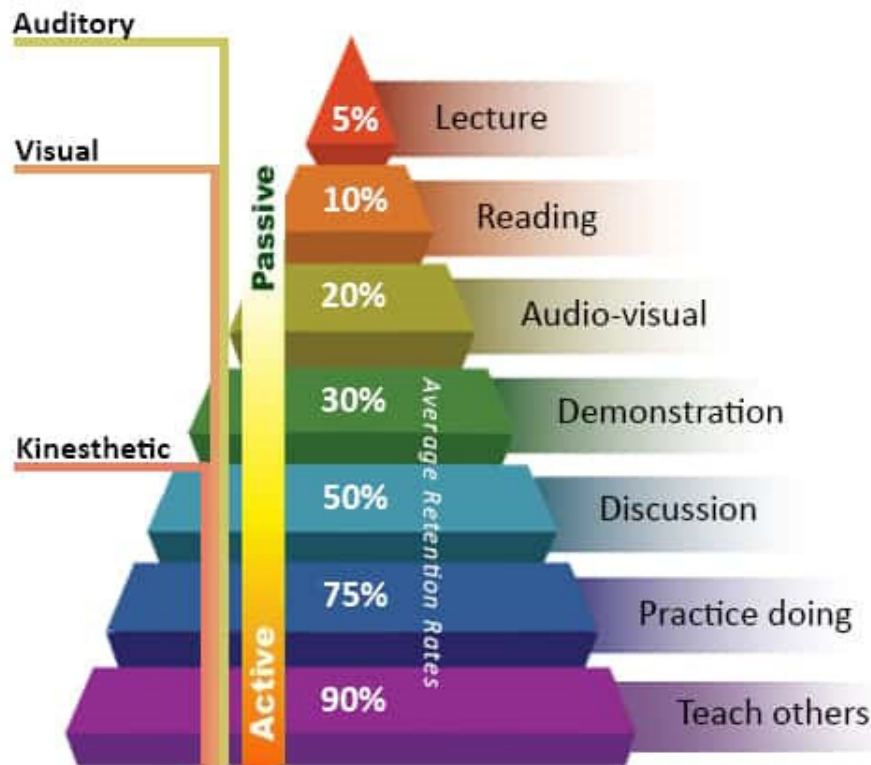 Auditory
5%
Lecture
Visual
10%
Reading
Passive
20%
Audio-visual
30%
Demonstration
Average Retention Rates
Kinesthetic
50%
Discussion
75%
Practice doing
Active
90%
Teach others